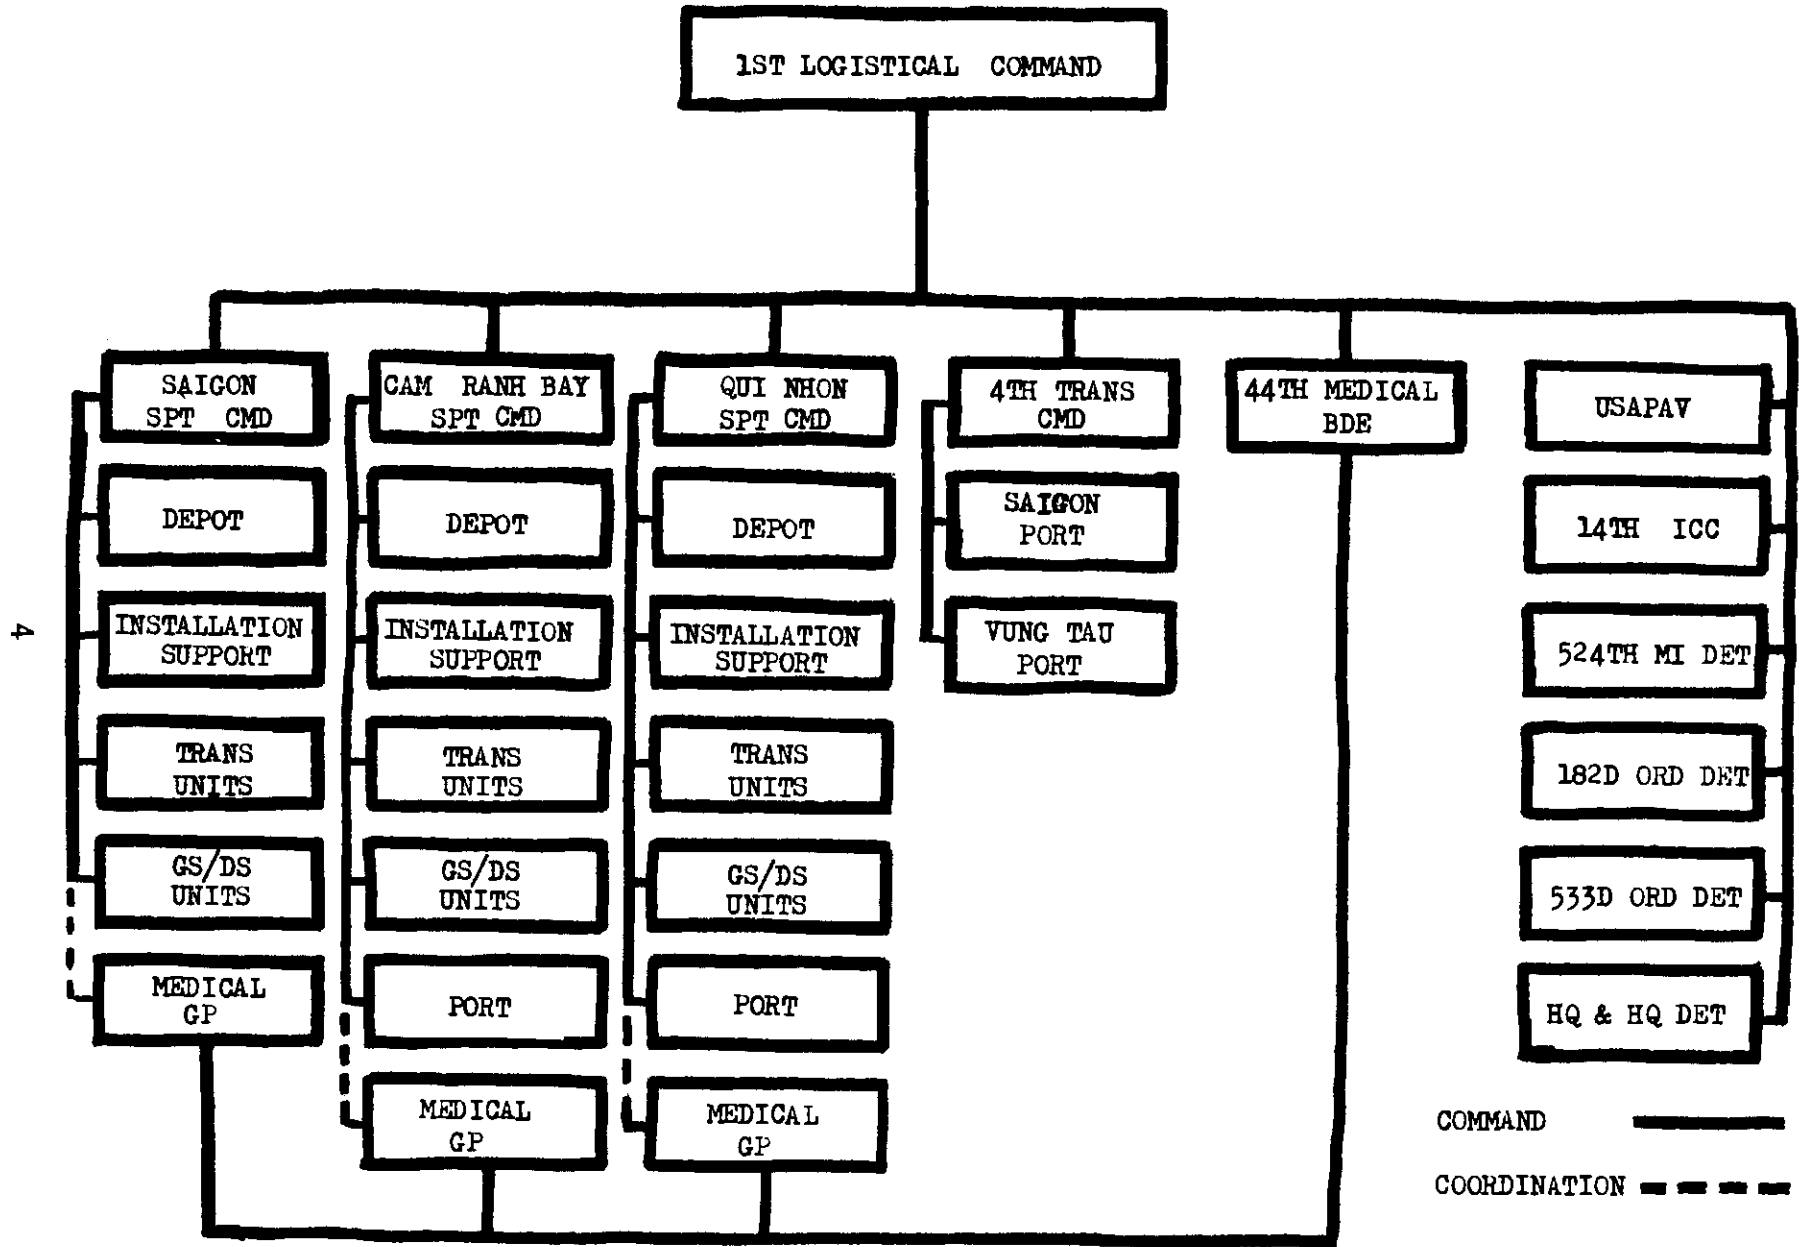 1ST LOGISTICAL COMMAND
SAIGON
SPT CMD
DEPOT
INSTALLATION
SUPPORT
TRANS
UNITS
GS/DS
UNITS
MEDICAL
GP
CAM RANH BAY
SPT CMD
DEPOT
INSTALLATION
SUPPORT
TRANS
UNITS
GS/DS
UNITS
PORT
MEDICAL
GP
QUI NHON
SPT CMD
DEPOT
INSTALLATION
SUPPORT
TRANS
UNITS
GS/DS
UNITS
PORT
MEDICAL
GP
4TH TRANS
CMD
SAIGON
PORT
VUNG TAU
PORT
44TH MEDICAL
BDE
USAPAV
14TH ICC
524TH MI DET
182D ORD DET
533D ORD DET
HQ & HQ DET
COMMAND
COORDINATION
4